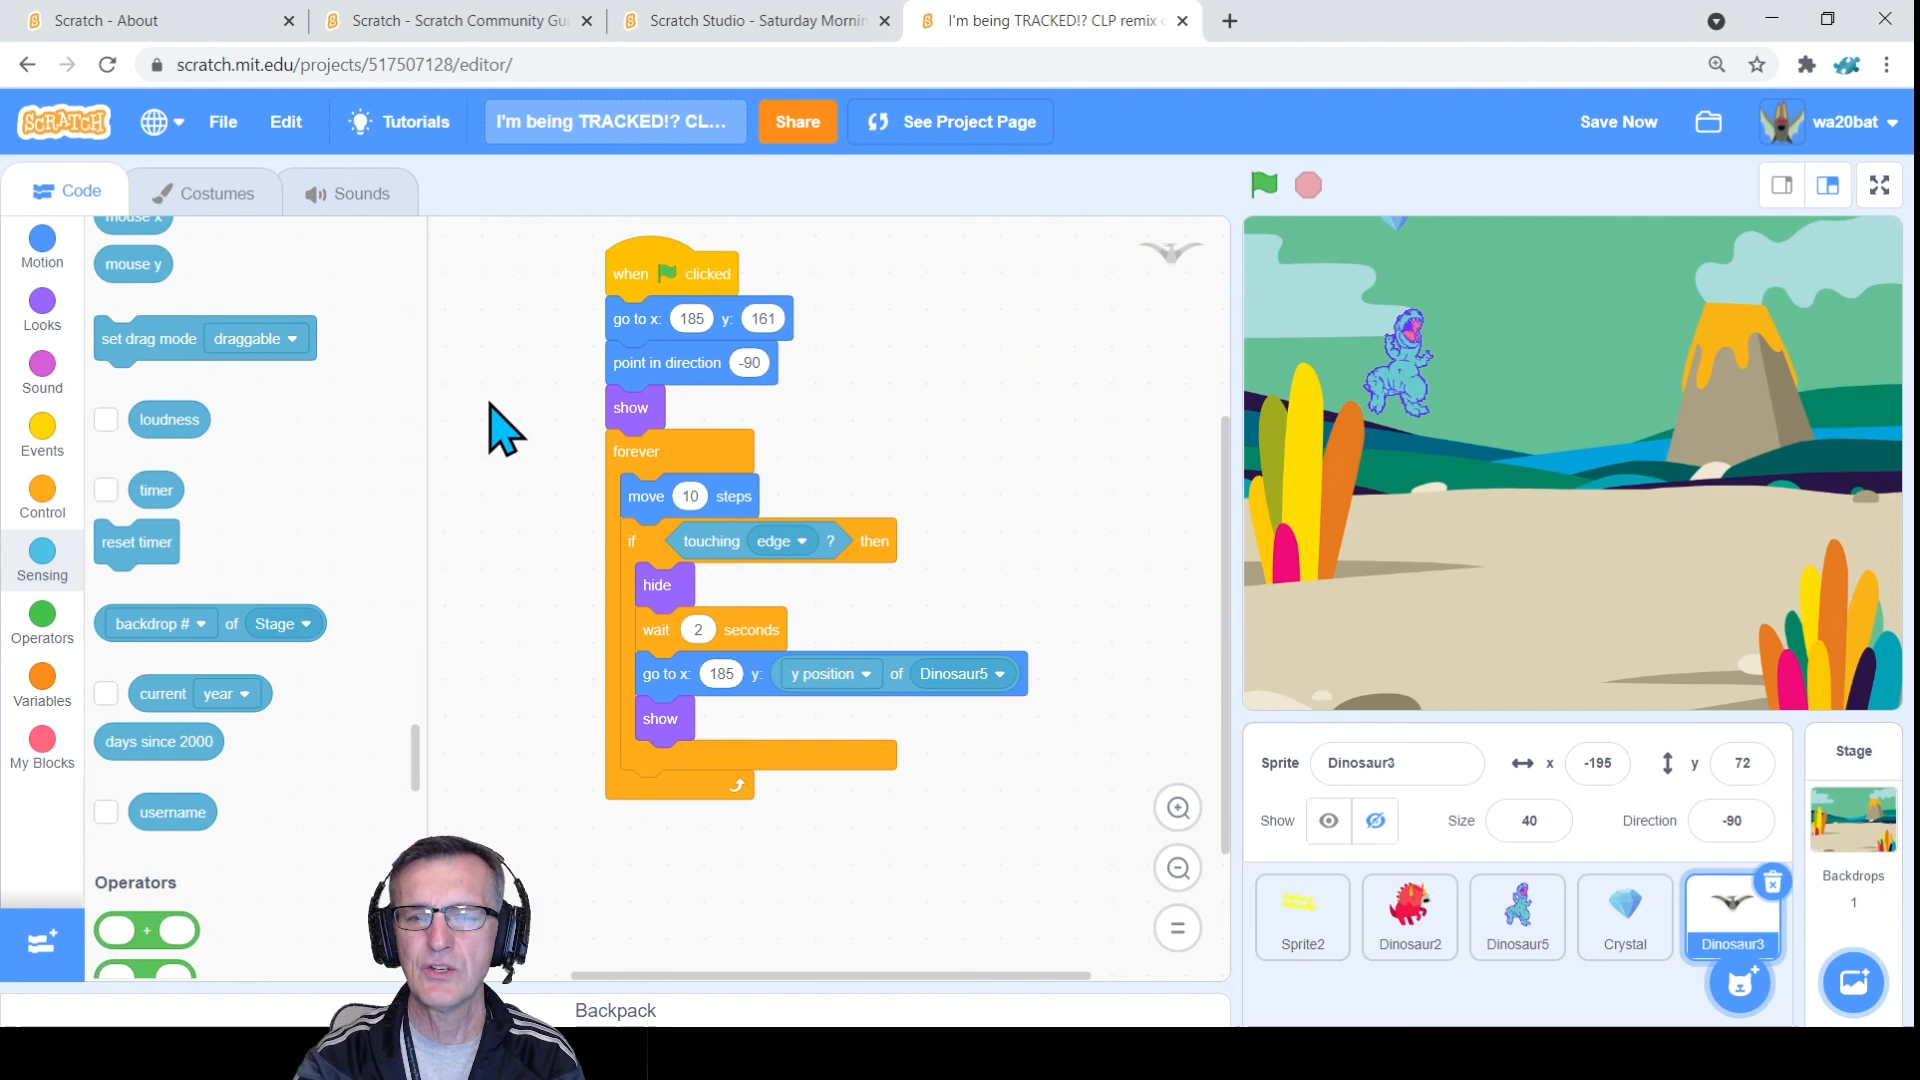 Scratch - About
Scratch - Scratch Community Gui
Scratch Studio - Saturday Mornin
I'm being TRACKED!? CLP remix
scratch.mit.edu/projects/517507128/editor/
SCRATCH
File
Edit
Tutorials
I'm being TRACKED!? CL...
Share
See Project Page
Save Now
wa20bat
Code
Costumes
Sounds
Motion
Looks
Sound
Events
Control
Sensing
Operators
Variables
My Blocks
mouse x
mouse y
set drag mode draggable
loudness
timer
reset timer
backdrop # of Stage
current year
days since 2000
username
Operators
+
when clicked
go to x: 185 y: 161
point in direction -90
show
forever
move 10 steps
if touching edge ? then
hide
wait 2 seconds
go to x: 185 y: y position of Dinosaur5
show
Backpack
Sprite Dinosaur3 x -195 y 72
Show Size 40 Direction -90
Sprite2
Dinosaur2
Dinosaur5
Crystal
Dinosaur3
Stage
Backdrops
1